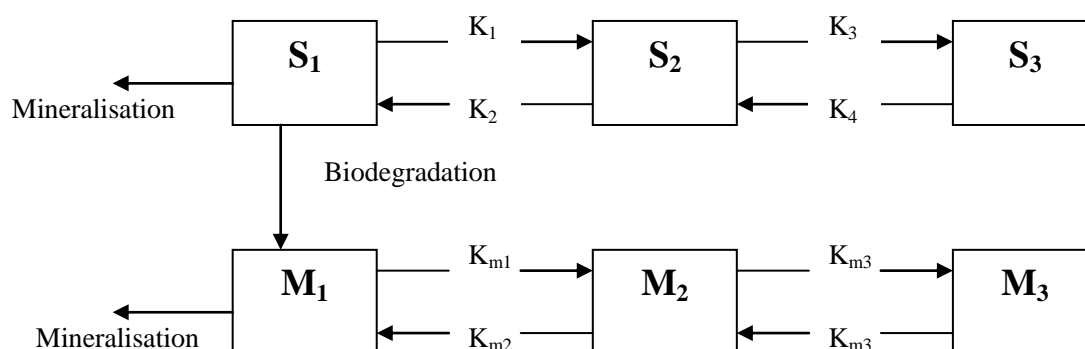 K₁ K₃
S₁ S₂ S₃
Mineralisation K₂ K₄
Biodegradation
Kₘ₁ Kₘ₃
M₁ M₂ M₃
Mineralisation Kₘ₂ Kₘ₃